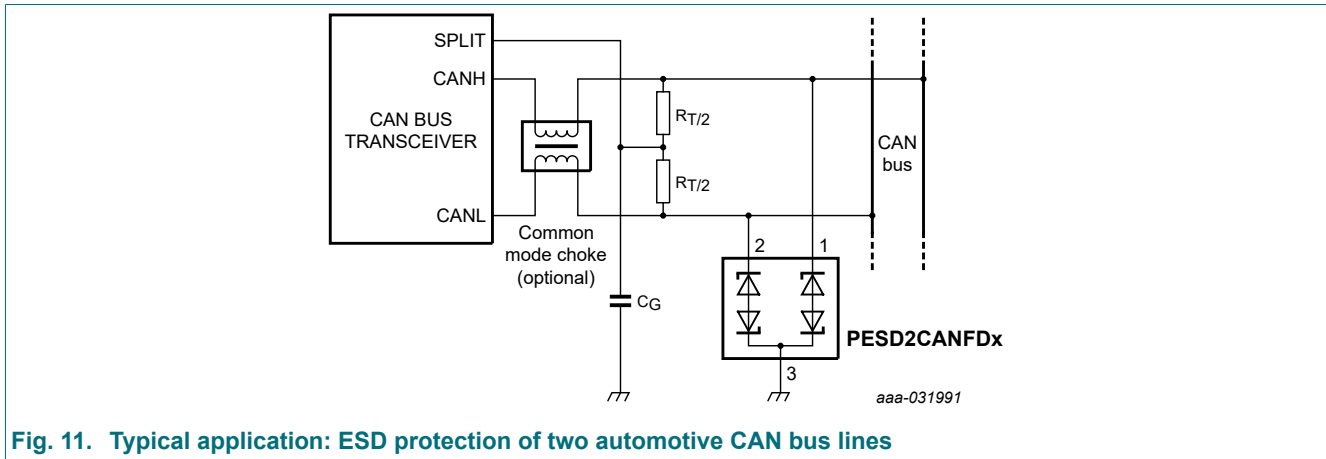 SPLIT
CANH
CAN BUS
TRANSCEIVER
CANL
Common
mode choke
(optional)
RT/2
RT/2
CG
CAN
bus
2
1
PESD2CANFDx
3
aaa-031991
Fig. 11. Typical application: ESD protection of two automotive CAN bus lines